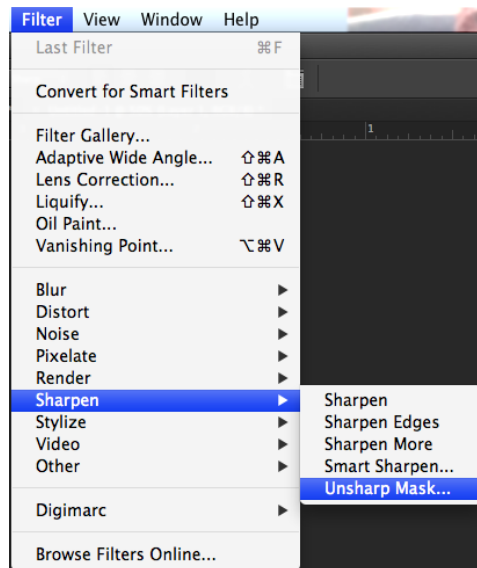 Filter View Window Help
Last Filter ⌘F
Convert for Smart Filters
Filter Gallery...
Adaptive Wide Angle... ⇧⌘A
Lens Correction... ⇧⌘R
Liquify... ⇧⌘X
Oil Paint...
Vanishing Point... ⌥⌘V
Blur ▶
Distort ▶
Noise ▶
Pixelate ▶
Render ▶
Sharpen ▶
Stylize ▶
Video ▶
Other ▶
Digimarc ▶
Browse Filters Online...
Sharpen
Sharpen Edges
Sharpen More
Smart Sharpen...
Unsharp Mask...
1